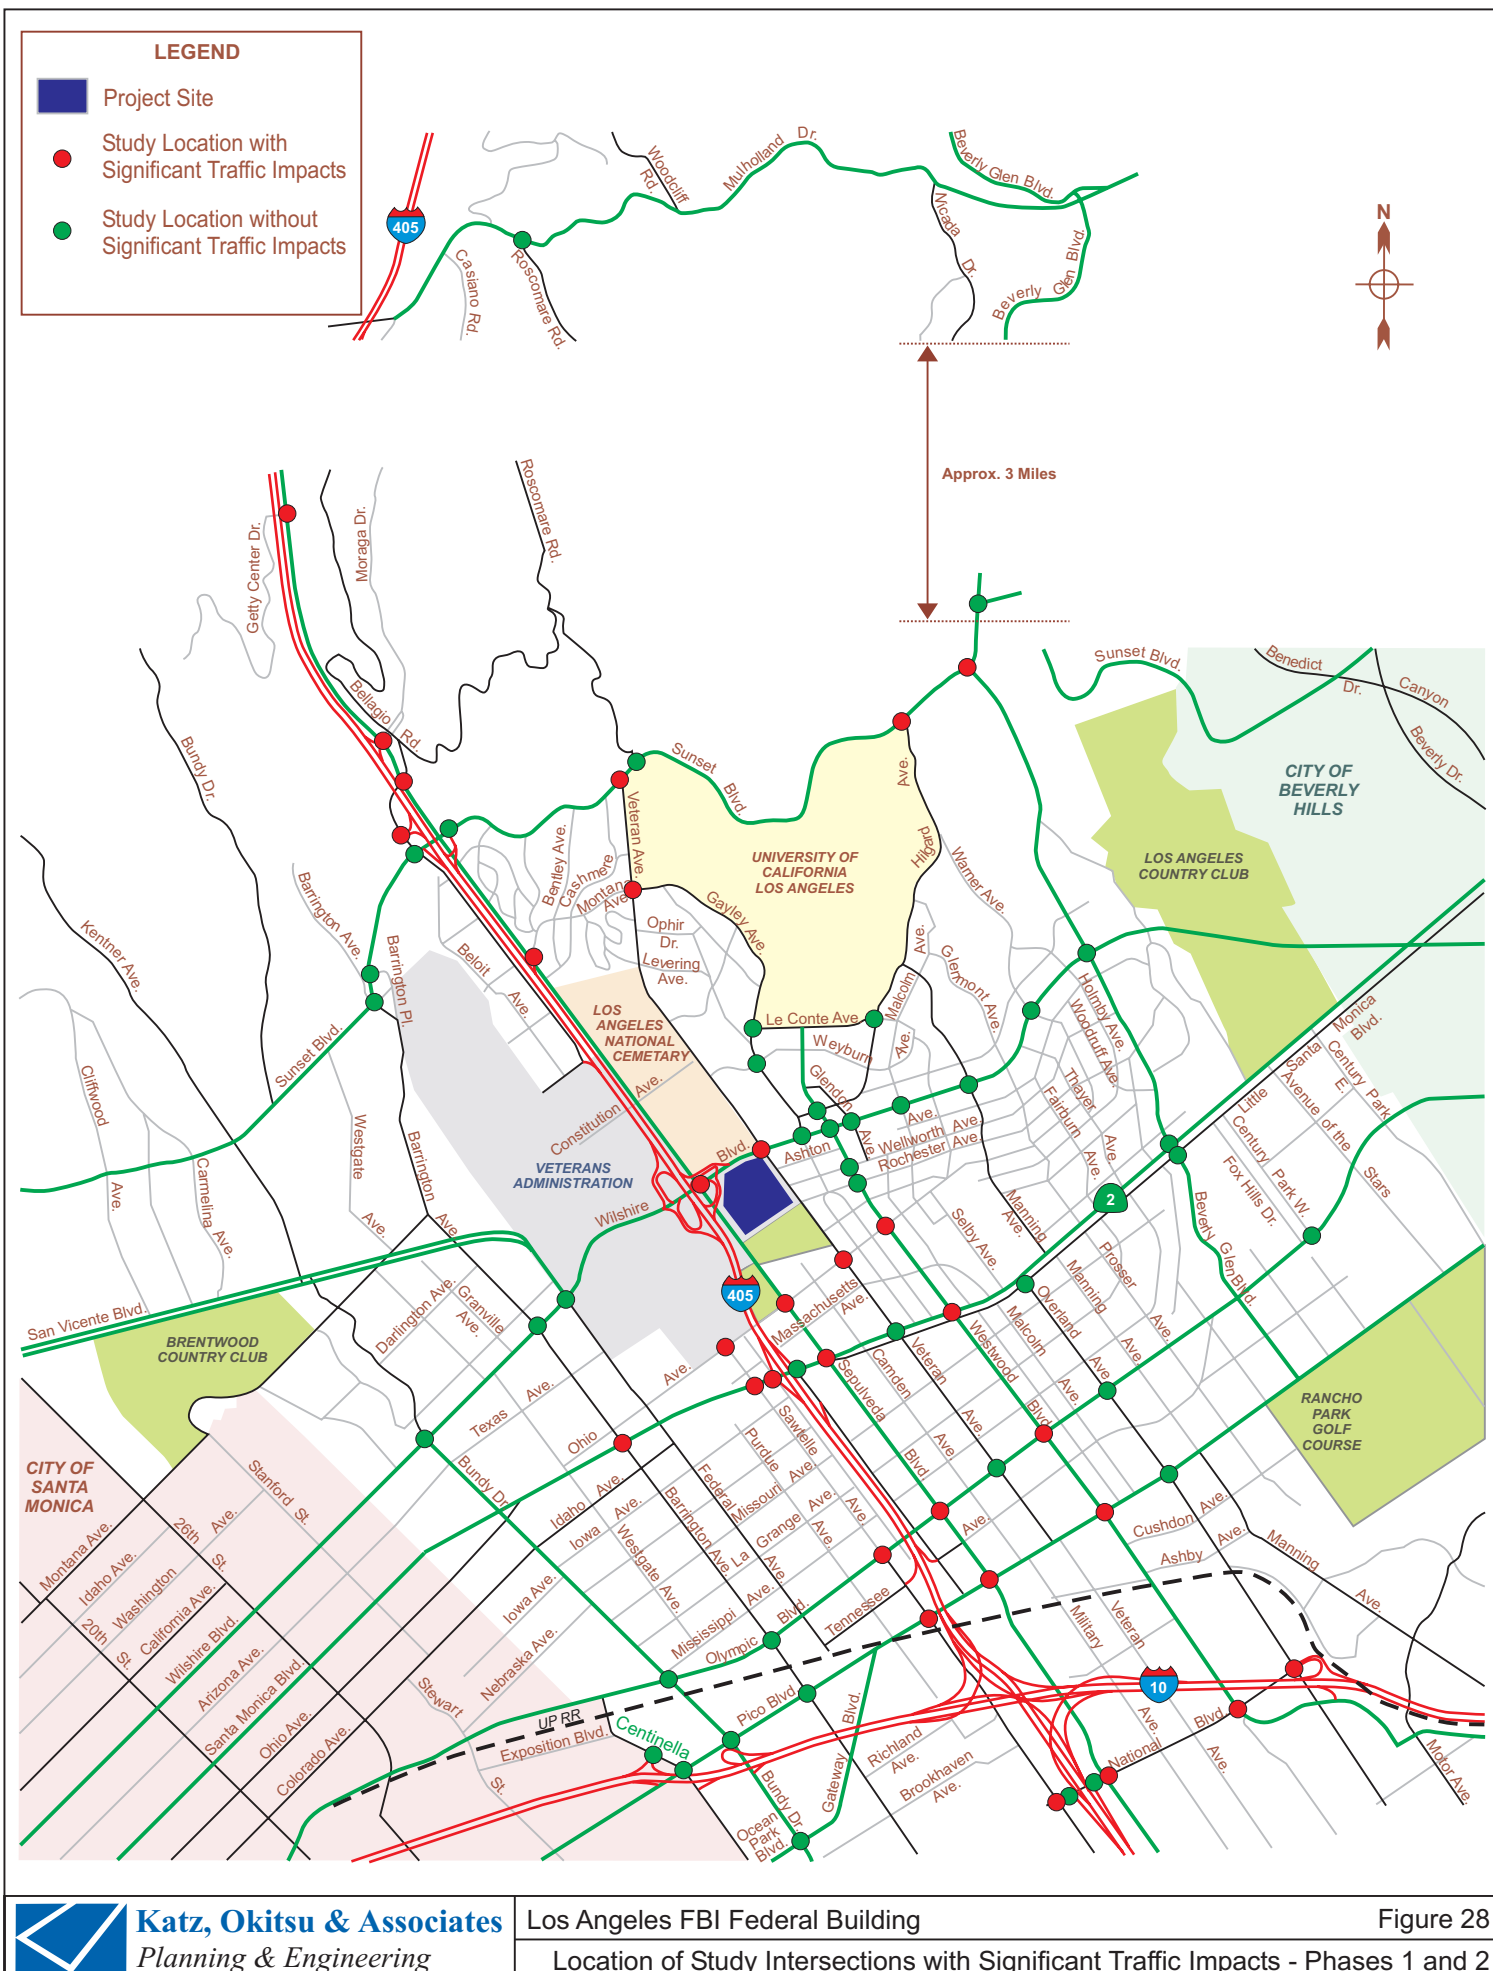 LEGEND
Project Site
Study Location with
Significant Traffic Impacts
Study Location without
Significant Traffic Impacts
405
Casiano Rd.
Roscomare Rd.
Woodcliff
Rd.
Mulholland Dr.
Beverly Glen Blvd.
Nicada Dr.
Beverly Glen Blvd.
N
Approx. 3 Miles
Getty Center Dr.
Moraga Dr.
Roscomare Rd.
Bellagio Rd.
Bundy Dr.
Sunset Blvd.
Sunset Blvd.
Benedict
Canyon
Dr.
Beverly Dr.
CITY OF
BEVERLY
HILLS
LOS ANGELES
COUNTRY CLUB
UNIVERSITY OF
CALIFORNIA
LOS ANGELES
Hilgard Ave.
Warner Ave.
Veteran Ave.
Bentley Ave.
Cashmere
Montana
Ave.
Gayley Ave.
Ophir
Dr.
Levering
Ave.
Kentner Ave.
Barrington Ave.
Barrington Pl.
Beloit Ave.
LOS
ANGELES
NATIONAL
CEMETARY
Constitution Ave.
VETERANS
ADMINISTRATION
Le Conte Ave.
Weyburn Ave.
Malcolm Ave.
Glenmont Ave.
Holmby Ave.
Woodruff Ave.
Thayer Ave.
Fairburn Ave.
Glendon Ave.
Wellworth Ave.
Rochester Ave.
Ashton Ave.
Wilshire Blvd.
Sunset Blvd.
Cliffwood Ave.
Carmelina Ave.
Westgate Ave.
Barrington Ave.
Santa Monica Blvd.
Little
Century Park E.
Avenue of the Stars
Century Park W.
Fox Hills Dr.
2
Beverly Glen Blvd.
Selby Ave.
Manning Ave.
Prosser Ave.
Manning Ave.
Overland Ave.
Malcolm Ave.
Westwood Blvd.
Veteran Ave.
Camden Ave.
Sepulveda Blvd.
Massachusetts
Ave.
405
San Vicente Blvd.
BRENTWOOD
COUNTRY CLUB
Darlington Ave.
Granville
Ave.
Texas Ave.
Ohio Ave.
Sawtelle Ave.
Purdue Ave.
Missouri Ave.
La Grange Ave.
Federal Ave.
Barrington Ave.
Westgate Ave.
Mississippi Ave.
Idaho Ave.
Iowa Ave.
Bundy Dr.
RANCHO
PARK
GOLF
COURSE
CITY OF
SANTA
MONICA
Stanford St.
26th St.
20th St.
Montana Ave.
Idaho Ave.
Washington Ave.
California Ave.
Wilshire Blvd.
Arizona Ave.
Santa Monica Blvd.
Ohio Ave.
Colorado Ave.
Stewart St.
Iowa Ave.
Nebraska Ave.
Olympic Blvd.
Tennessee Ave.
Cushdon Ave.
Ashby Ave.
Manning Ave.
Military Ave.
Veteran Ave.
10
National Blvd.
Motor Ave.
UP RR
Exposition Blvd.
Centinella
Pico Blvd.
Bundy Dr.
Gateway Blvd.
Richland
Ave.
Brookhaven
Ave.
Ocean
Park
Blvd.
Katz, Okitsu & Associates
Planning & Engineering
Los Angeles FBI Federal Building
Figure 28
Location of Study Intersections with Significant Traffic Impacts - Phases 1 and 2